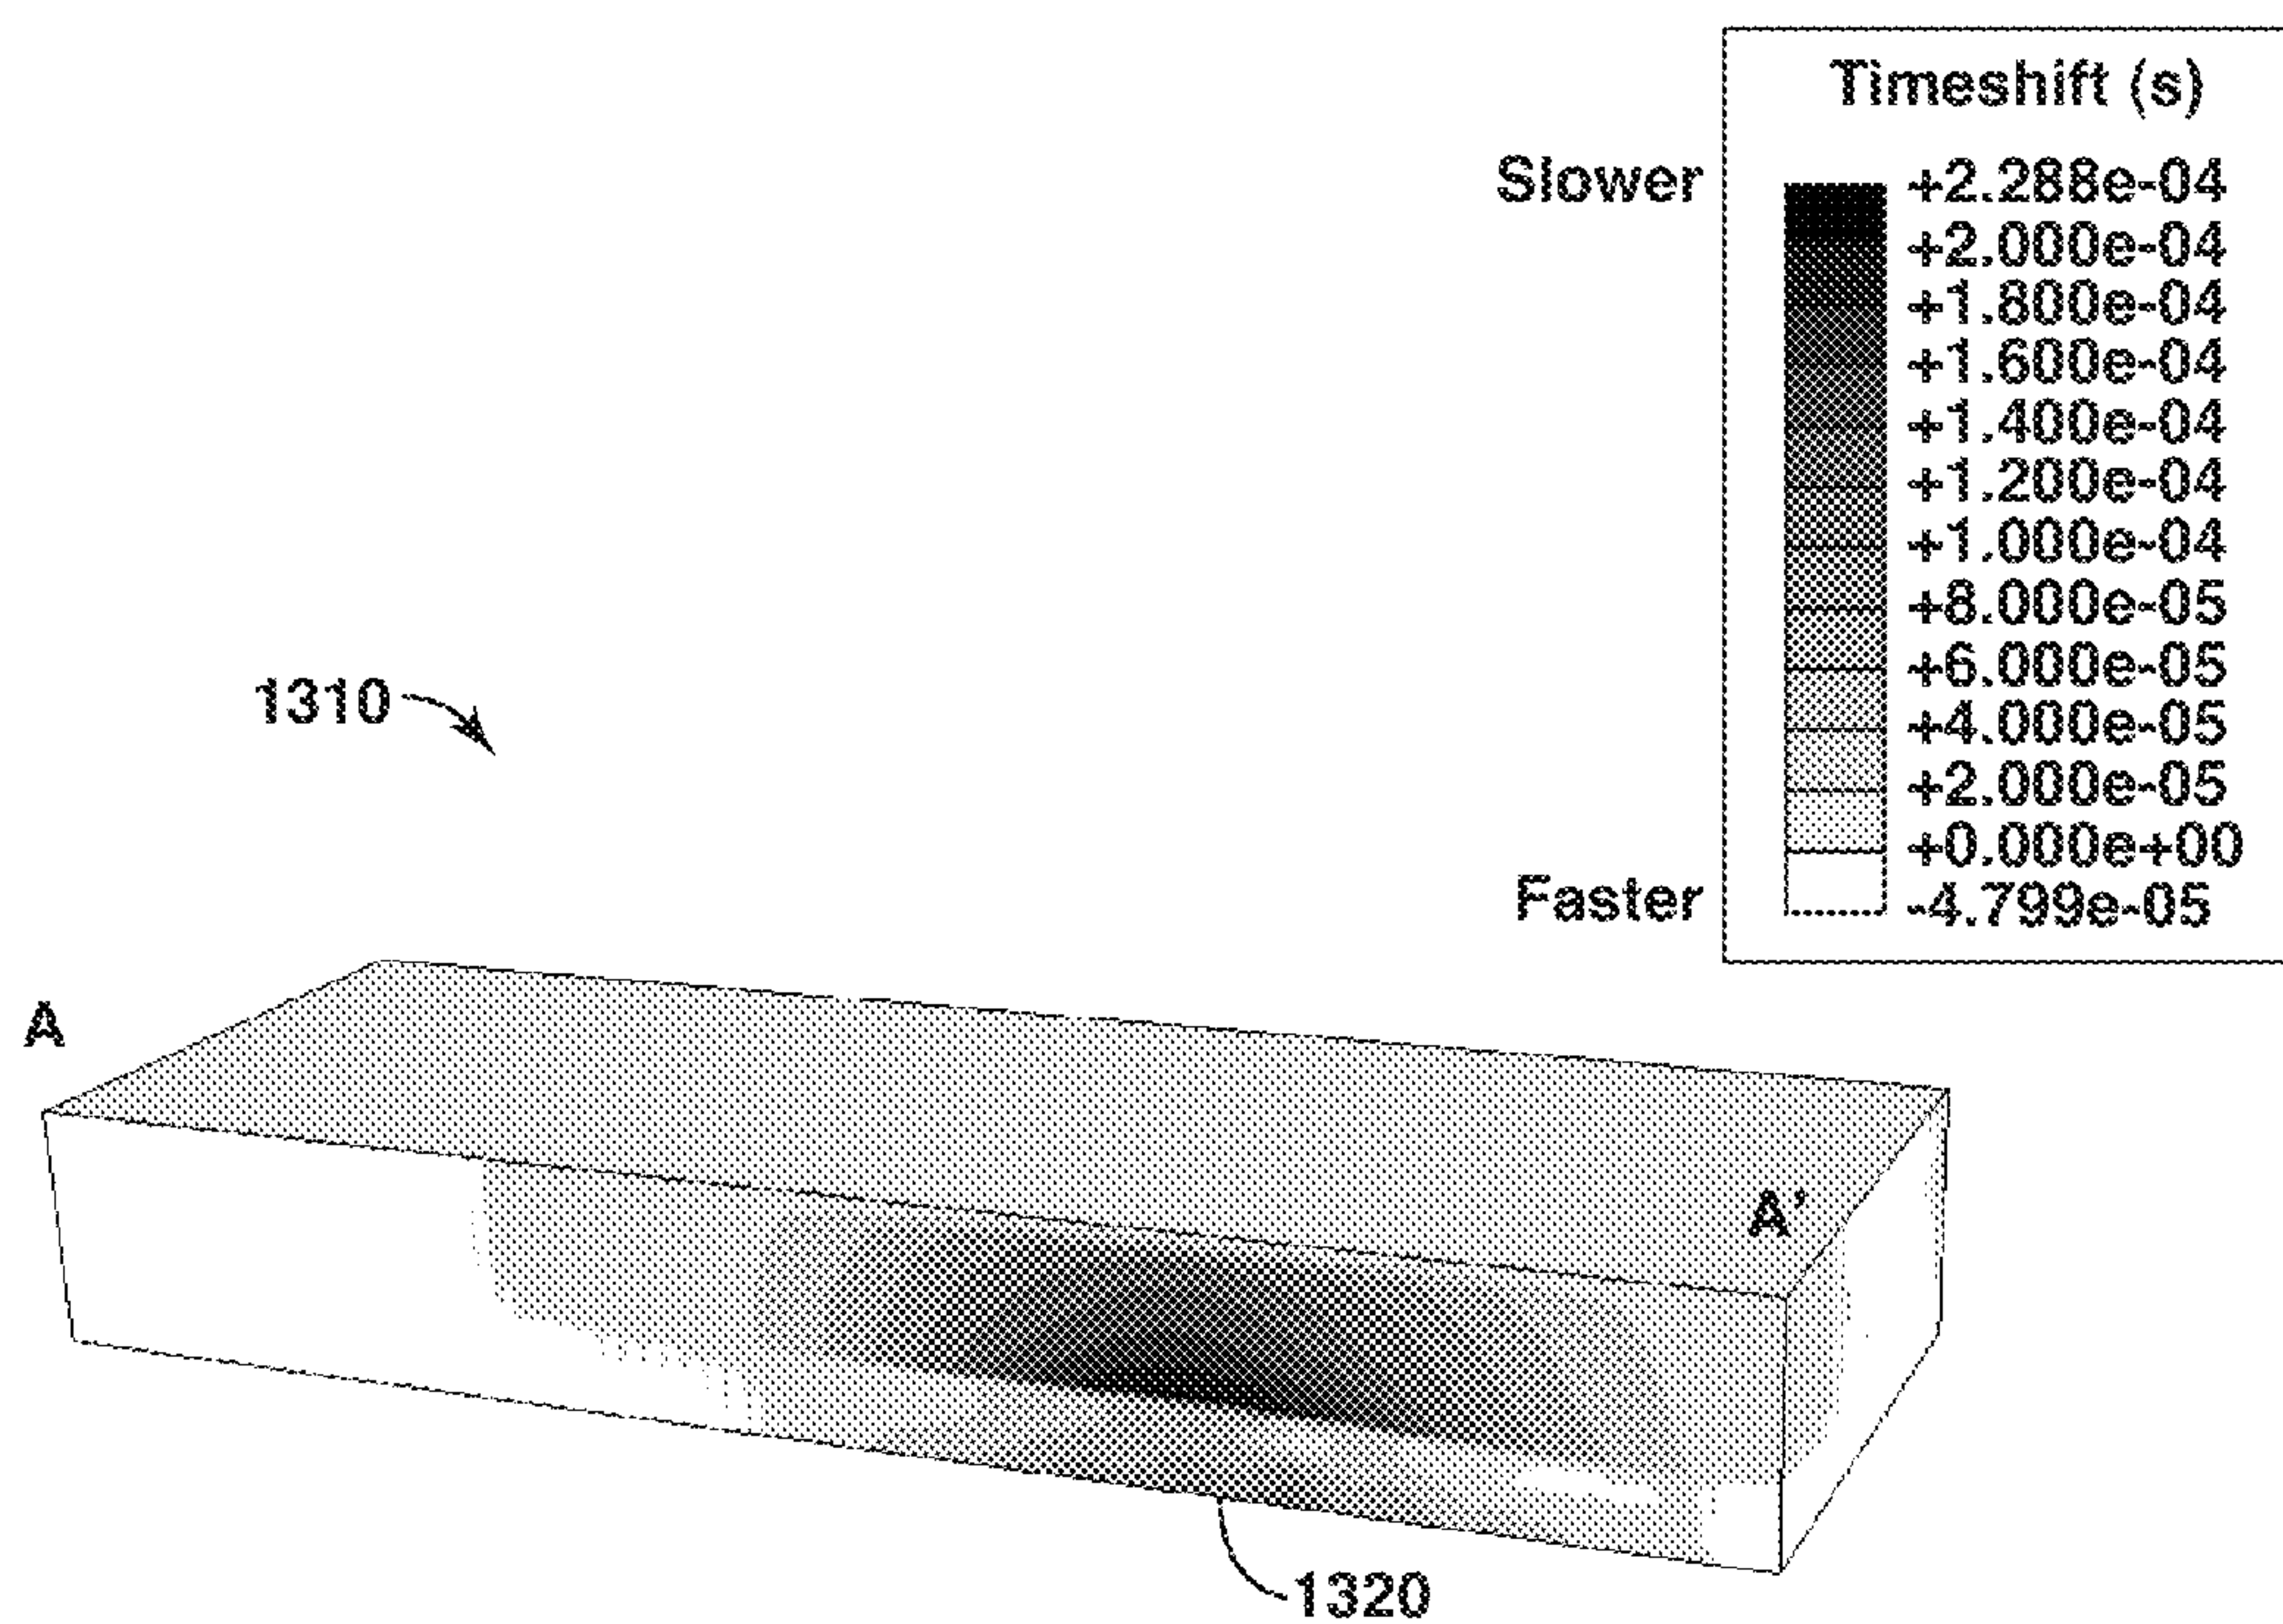 Timeshift (s)
Slower
+2.288e-04
+2.000e-04
+1.800e-04
+1.600e-04
+1.400e-04
+1.200e-04
+1.000e-04
+8.000e-05
+6.000e-05
+4.000e-05
+2.000e-05
+0.000e+00
Faster
-4.799e-05
1310
A
A'
1320